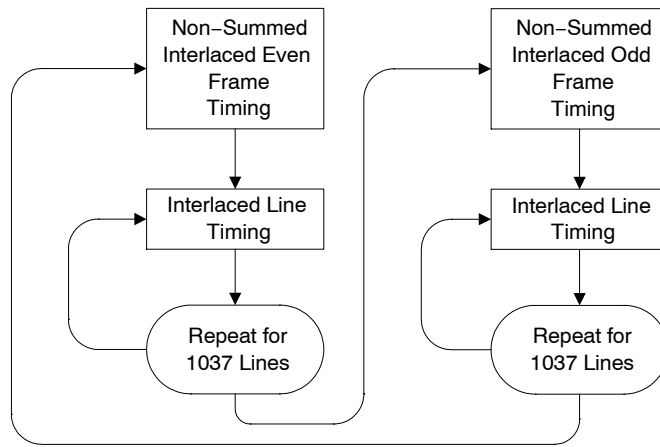 Non−Summed
Interlaced Even
Frame
Timing
Interlaced Line
Timing
Repeat for
1037 Lines
Non−Summed
Interlaced Odd
Frame
Timing
Interlaced Line
Timing
Repeat for
1037 Lines